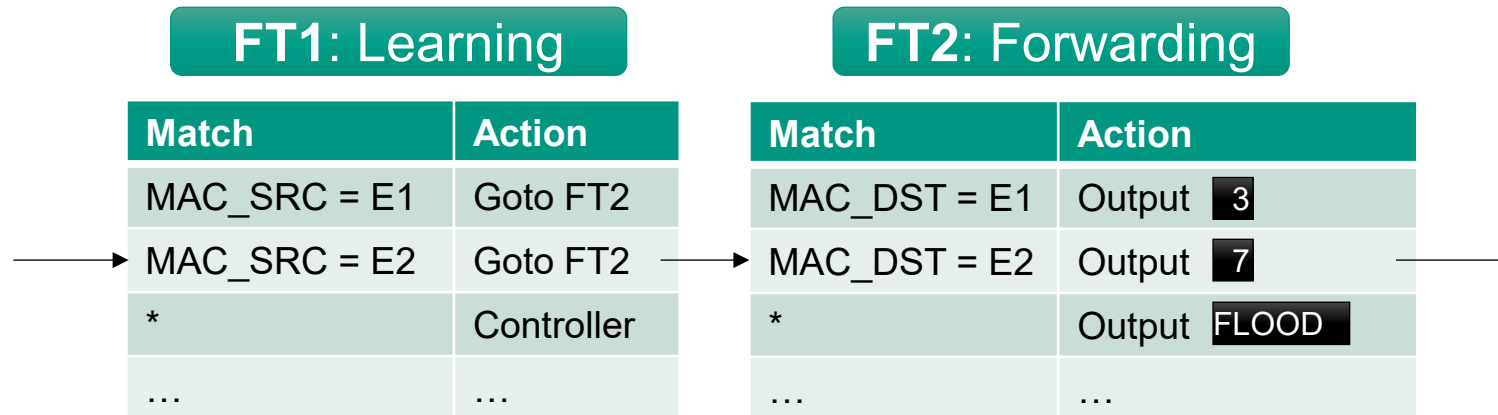 FT1: Learning
Match Action
MAC_SRC = E1 Goto FT2
MAC_SRC = E2 Goto FT2
* Controller
… …
FT2: Forwarding
Match Action
MAC_DST = E1 Output 3
MAC_DST = E2 Output 7
* Output FLOOD
… …